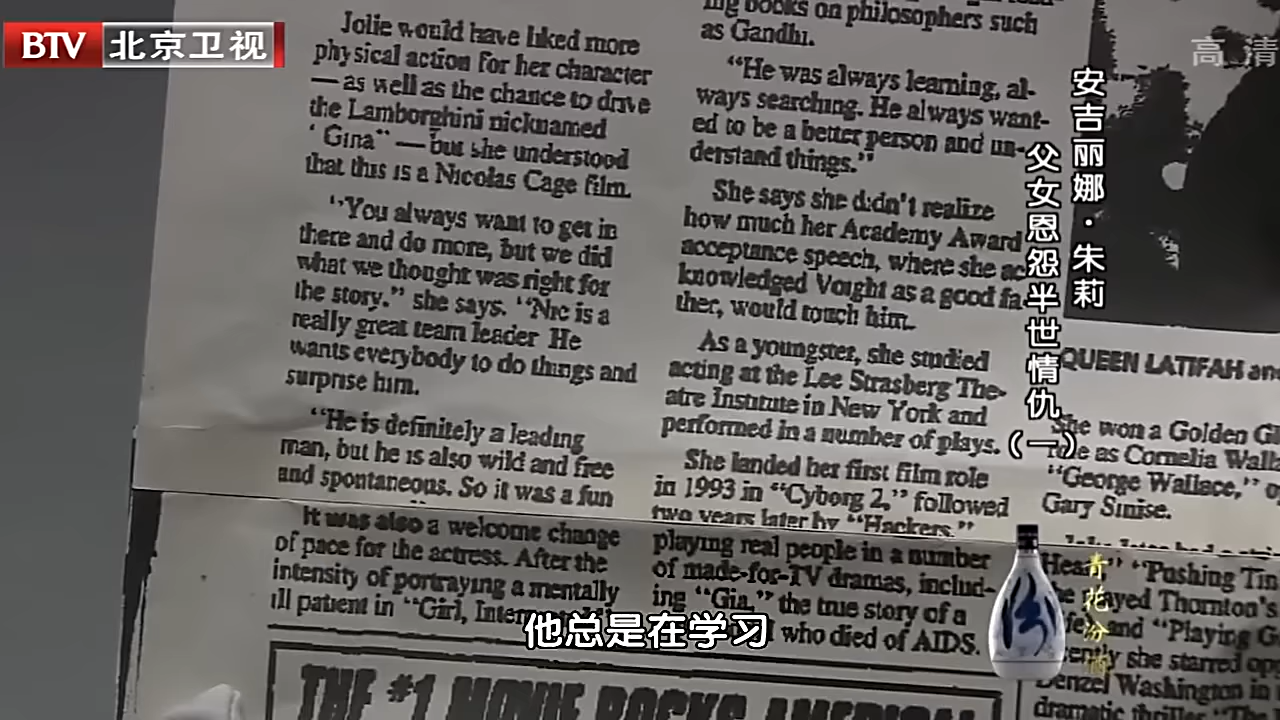 BTV 北京卫视
高清
安吉丽娜·朱莉
父女恩怨半世情仇(一)
Jolie would have liked more
physical action for her character
— as well as the chance to drive
the Lamborghini nicknamed
'Gina" — but she understood
that this is a Nicolas Cage film.
"You always want to get in
there and do more, but we did
what we thought was right for
the story." she says. "Nic is a
really great team leader He
wants everybody to do things and
surprise him.
"He is definitely a leading
man, but he is also wild and free
and spontaneous. So it was a fun
It was also a welcome change
of pace for the actress. After the
intensity of portraying a mentally
ill patient in "Girl,
ing books on philosophers such
as Gandhi.
"He was always learning, al-
ways searching. He always want-
ed to be a better person and un-
derstand things."
She says she didn't realize
how much her Academy Award
acceptance speech, where she ac-
knowledged Voight as a good fa-
ther, would touch him.
As a youngster, she studied
acting at the Lee Strasberg The-
atre Institute in New York and
performed in a number of plays.
She landed her first film role
in 1993 in "Cyborg 2," followed
two years later by "Hackers."
playing real people in a number
of made-for-TV dramas, includ-
ing "Gia," the true story of a
who died of AIDS.
QUEEN LATIFAH and
She won a Golden
role as Cornelia
"George Wallace,"
Gary Sinise.
"Pushing Tin
played Thornton's
and "Playing
she starred
Denzel Washington in
dramatic
THE #1 MOVIE ROCKS AMERICA!
他总是在学习
青花汾酒